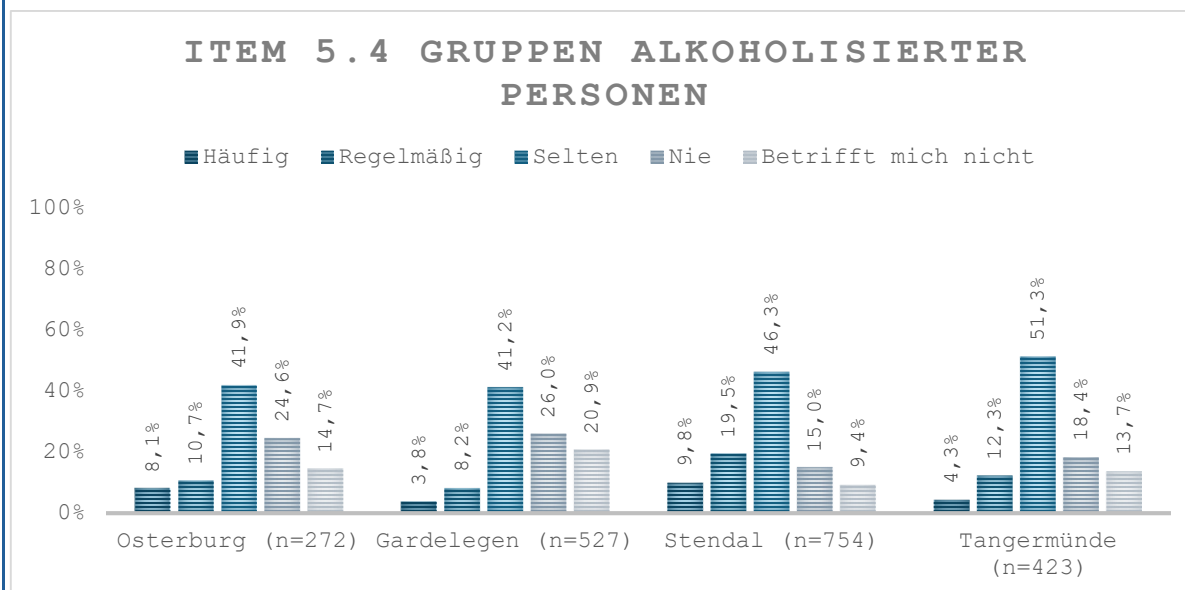 ITEM 5.4 GRUPPEN ALKOHOLISIERTER
PERSONEN
Häufig Regelmäßig Selten Nie Betrifft mich nicht
100%
80%
60%
40%
20%
0%
8,1% 10,7% 41,9% 24,6% 14,7%
3,8% 8,2% 41,2% 26,0% 20,9%
9,8% 19,5% 46,3% 15,0% 9,4%
4,3% 12,3% 51,3% 18,4% 13,7%
Osterburg (n=272) Gardelegen (n=527) Stendal (n=754) Tangermünde
(n=423)